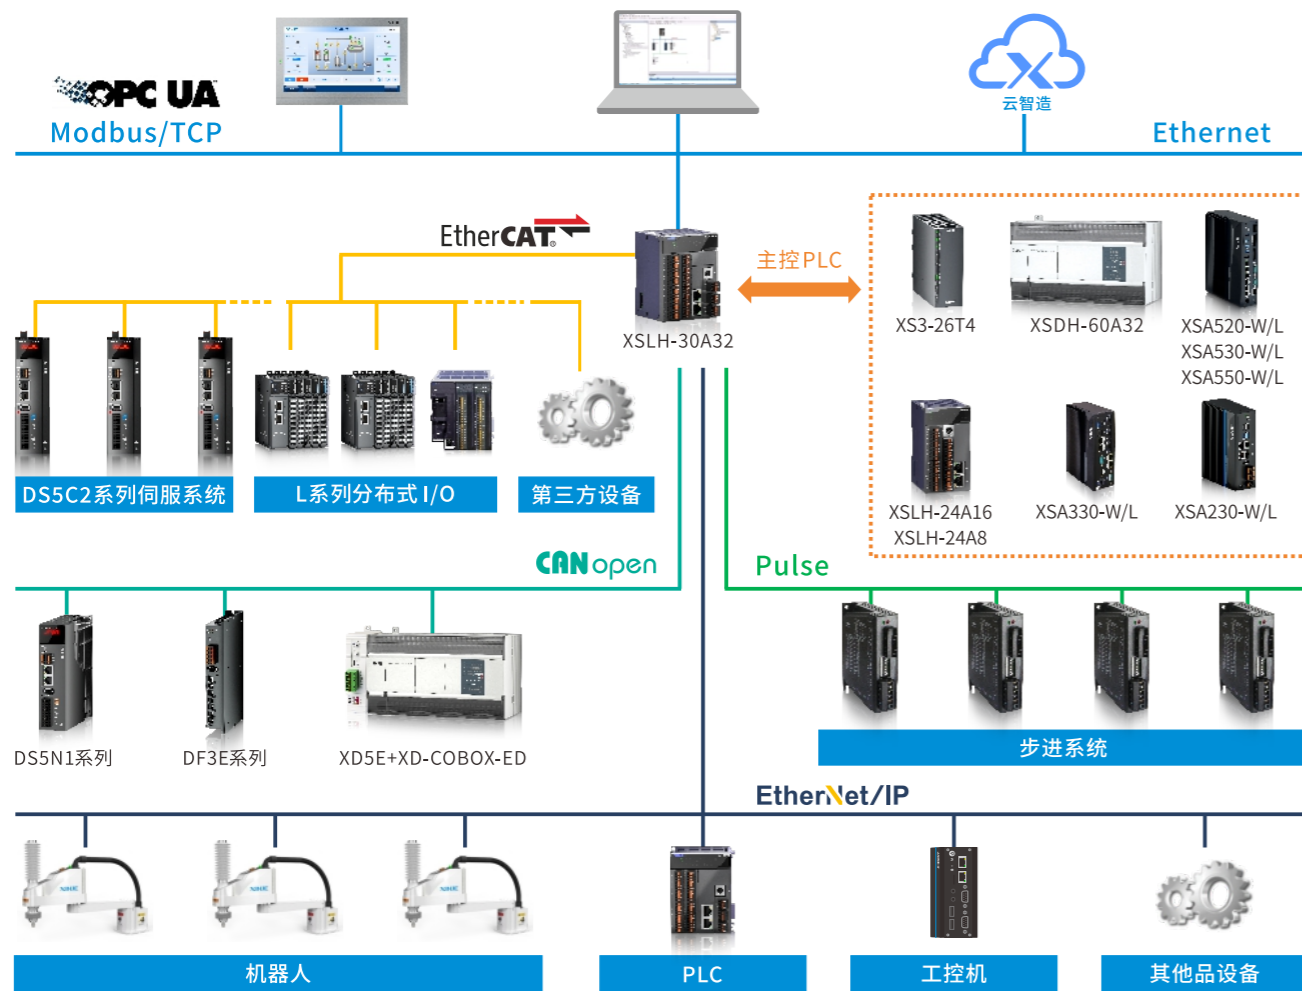 OPC UA
Modbus/TCP
云智造
Ethernet
EtherCAT®
主控PLC
XSLH-30A32
XS3-26T4
XSDH-60A32
XSA520-W/L
XSA530-W/L
XSA550-W/L
DS5C2系列伺服系统
L系列分布式 I/O
第三方设备
XSLH-24A16
XSLH-24A8
XSA330-W/L
XSA230-W/L
CANopen
Pulse
DS5N1系列
DF3E系列
XD5E+XD-COBOX-ED
步进系统
EtherNet/IP
机器人
PLC
工控机
其他品设备